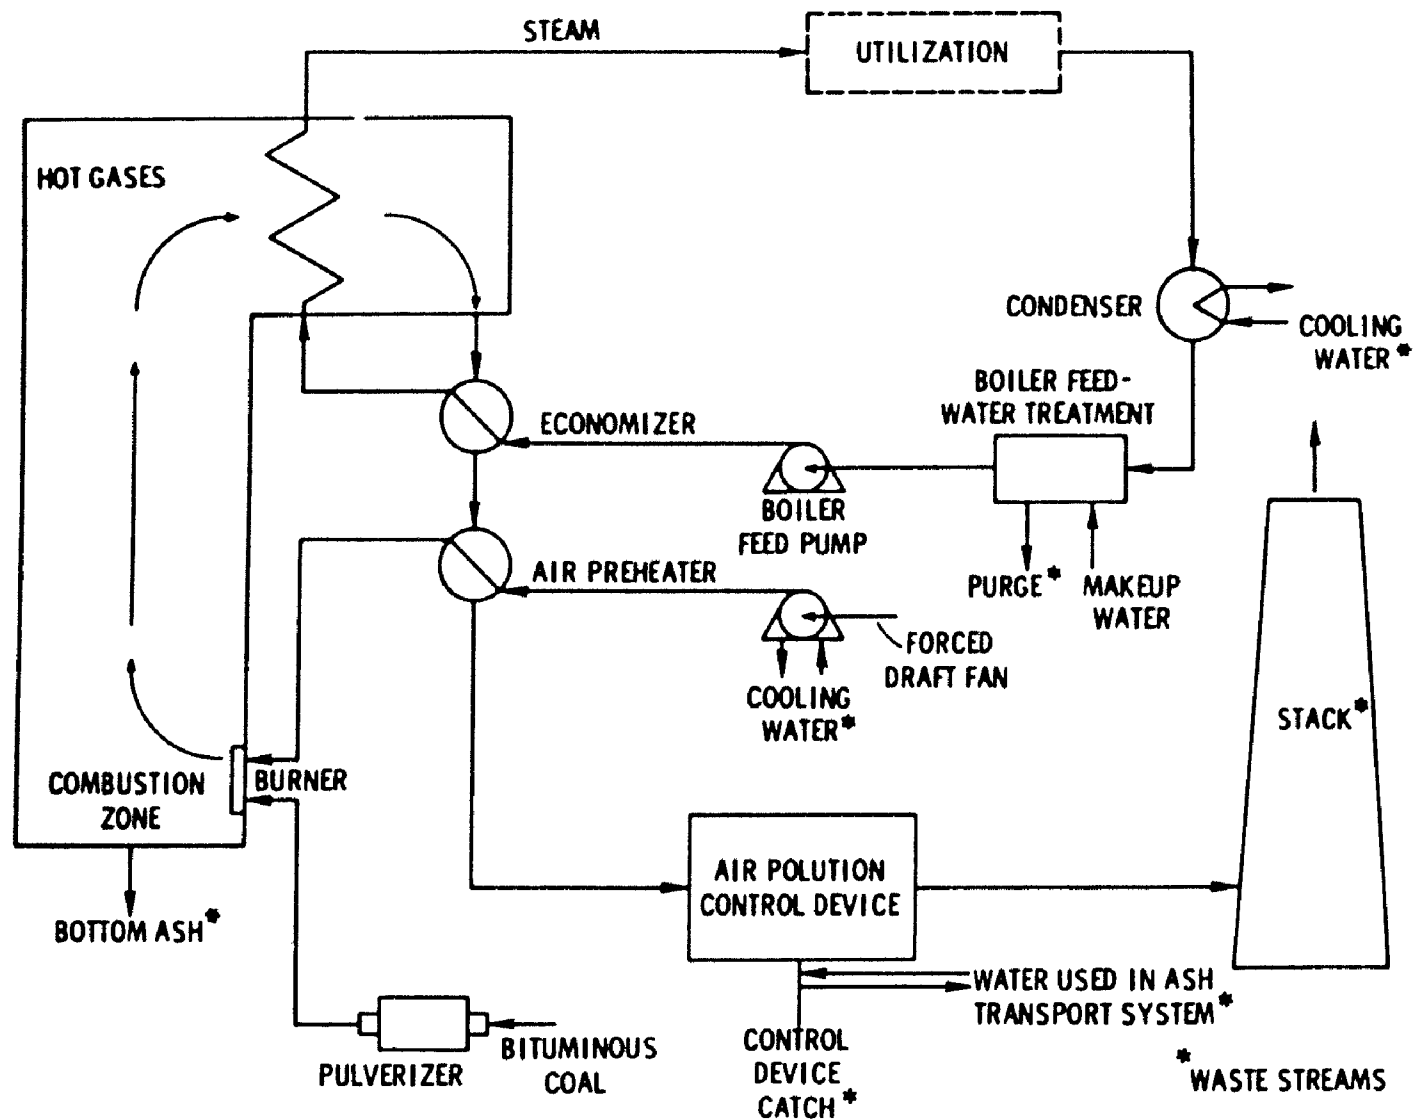 STEAM
UTILIZATION
HOT GASES
CONDENSER
COOLING
WATER*
BOILER FEED-
WATER TREATMENT
ECONOMIZER
BOILER
FEED PUMP
PURGE*
MAKEUP
WATER
AIR PREHEATER
FORCED
DRAFT FAN
COOLING
WATER*
STACK*
COMBUSTION
ZONE
BURNER
AIR POLUTION
CONTROL DEVICE
BOTTOM ASH*
WATER USED IN ASH
TRANSPORT SYSTEM*
PULVERIZER
BITUMINOUS
COAL
CONTROL
DEVICE
CATCH*
*WASTE STREAMS